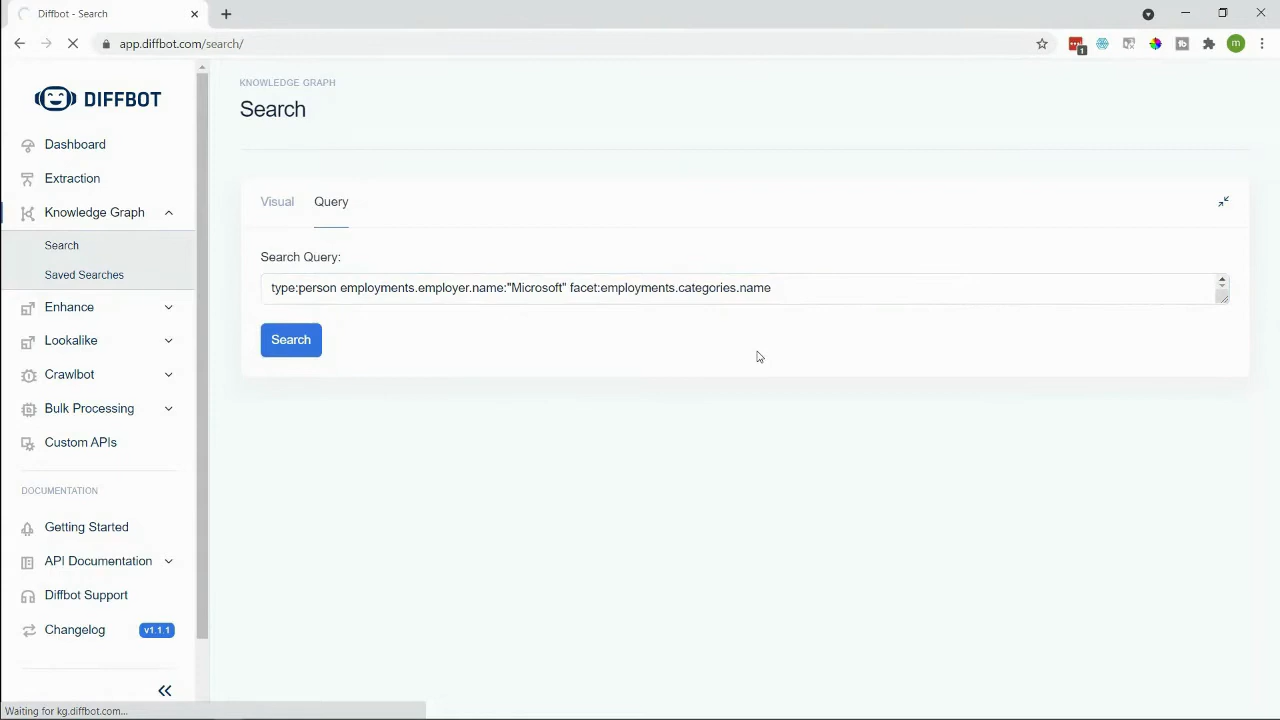 Diffbot - Search
app.diffbot.com/search/
1
m
DIFFBOT
Dashboard
Extraction
Knowledge Graph
Search
Saved Searches
Enhance
Lookalike
Crawlbot
Bulk Processing
Custom APIs
DOCUMENTATION
Getting Started
API Documentation
Diffbot Support
Changelog v1.1.1
KNOWLEDGE GRAPH
Search
Visual Query
Search Query:
type:person employments.employer.name:"Microsoft" facet:employments.categories.name
Search
Waiting for kg.diffbot.com...